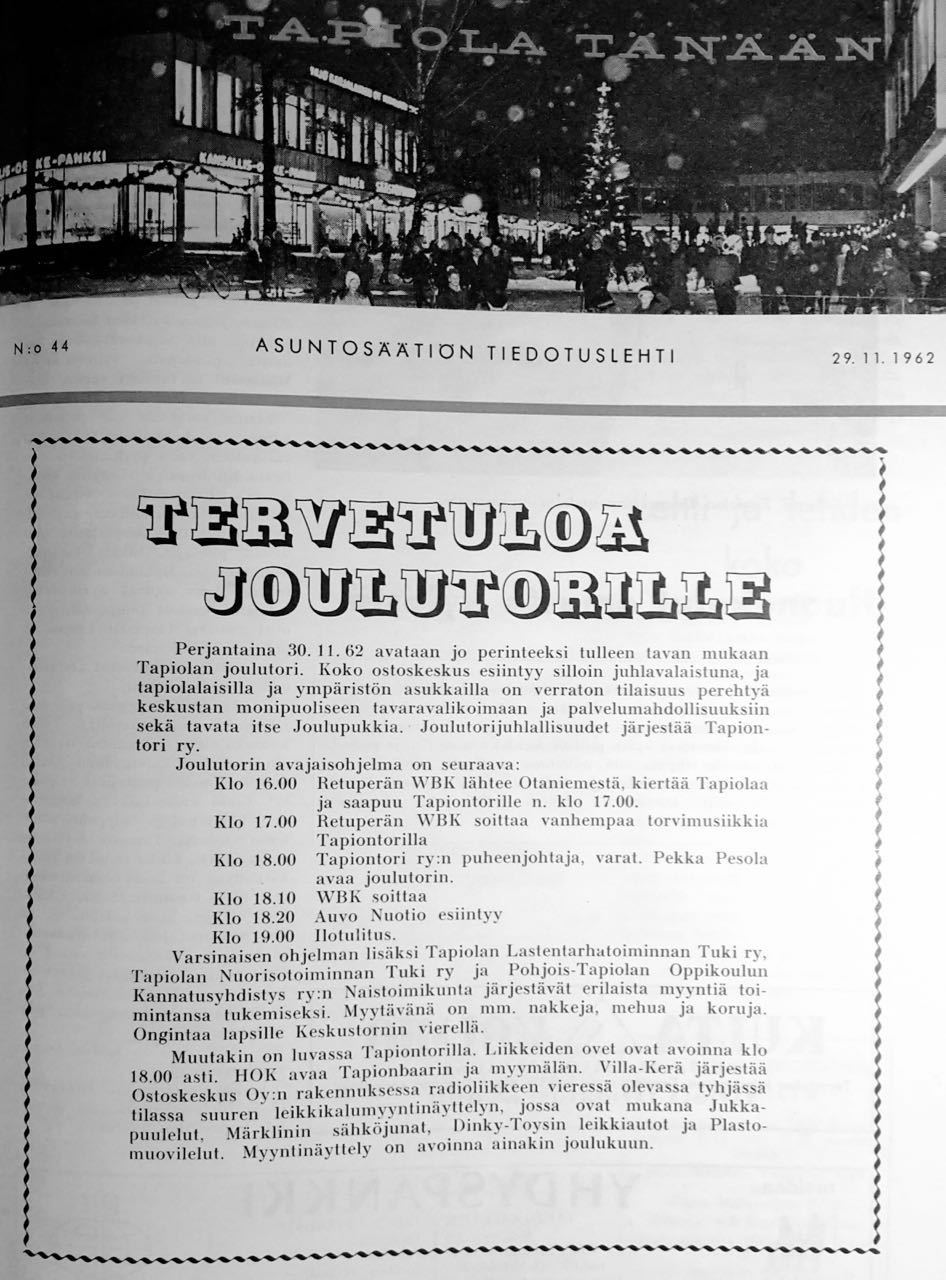 TAPIOLA TÄNÄÄN
KE-PANKKI
N:o 44
ASUNTOSÄÄTIÖN TIEDOTUSLEHTI
29. 11. 1962
TERVETULOA
JOULUTORILLE
Perjantaina 30. 11. 62 avataan jo perinteeksi tulleen tavan mukaan
Tapiolan joulutori. Koko ostoskeskus esiintyy silloin juhlavalaistuna, ja
tapiolalaisilla ja ympäristön asukkailla on verraton tilaisuus perehtyä
keskustan monipuoliseen tavaravalikoimaan ja palvelumahdollisuuksiin
sekä tavata itse Joulupukkia. Joulutorijuhlallisuudet järjestää Tapion-
tori ry.
Joulutorin avajaisohjelma on seuraava:
Klo 16.00 Retuperän WBK lähtee Otaniemestä, kiertää Tapiolaa
ja saapuu Tapiontorille n. klo 17.00.
Klo 17.00 Retuperän WBK soittaa vanhempaa torvimusiikkia
Tapiontorilla
Klo 18.00 Tapiontori ry:n puheenjohtaja, varat. Pekka Pesola
avaa joulutorin.
Klo 18.10 WBK soittaa
Klo 18.20 Auvo Nuotio esiintyy
Klo 19.00 Ilotulitus.
Varsinaisen ohjelman lisäksi Tapiolan Lastentarhatoiminnan Tuki ry,
Tapiolan Nuorisotoiminnan Tuki ry ja Pohjois-Tapiolan Oppikoulun
Kannatusyhdistys ry:n Naistoimikunta järjestävät erilaista myyntiä toi-
mintansa tukemiseksi. Myytävänä on mm. nakkeja, mehua ja koruja.
Ongintaa lapsille Keskustornin vierellä.
Muutakin on luvassa Tapiontorilla. Liikkeiden ovet ovat avoinna klo
18.00 asti. HOK avaa Tapionbaarin ja myymälän. Villa-Kerä järjestää
Ostoskeskus Oy:n rakennuksessa radioliikkeen vieressä olevassa tyhjässä
tilassa suuren leikkikalumyyntinäyttelyn, jossa ovat mukana Jukka-
puulelut, Märklinin sähköjunat, Dinky-Toysin leikkiautot ja Plasto-
muovilelut. Myyntinäyttely on avoinna ainakin joulukuun.